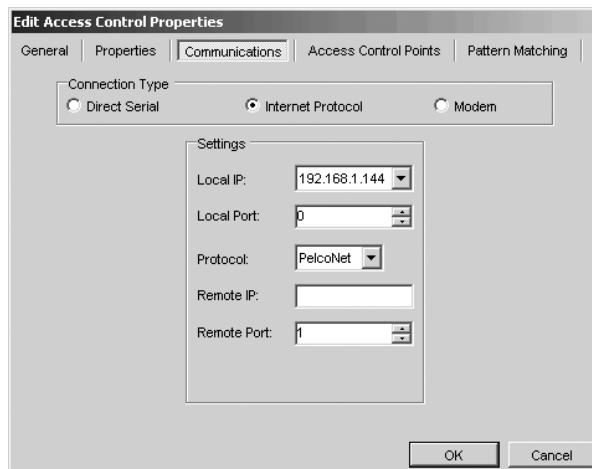 Edit Access Control Properties
General Properties Communications Access Control Points Pattern Matching
Connection Type
Direct Serial Internet Protocol Modem
Settings
Local IP: 192.168.1.144
Local Port: 0
Protocol: PelcoNet
Remote IP:
Remote Port: 1
OK Cancel